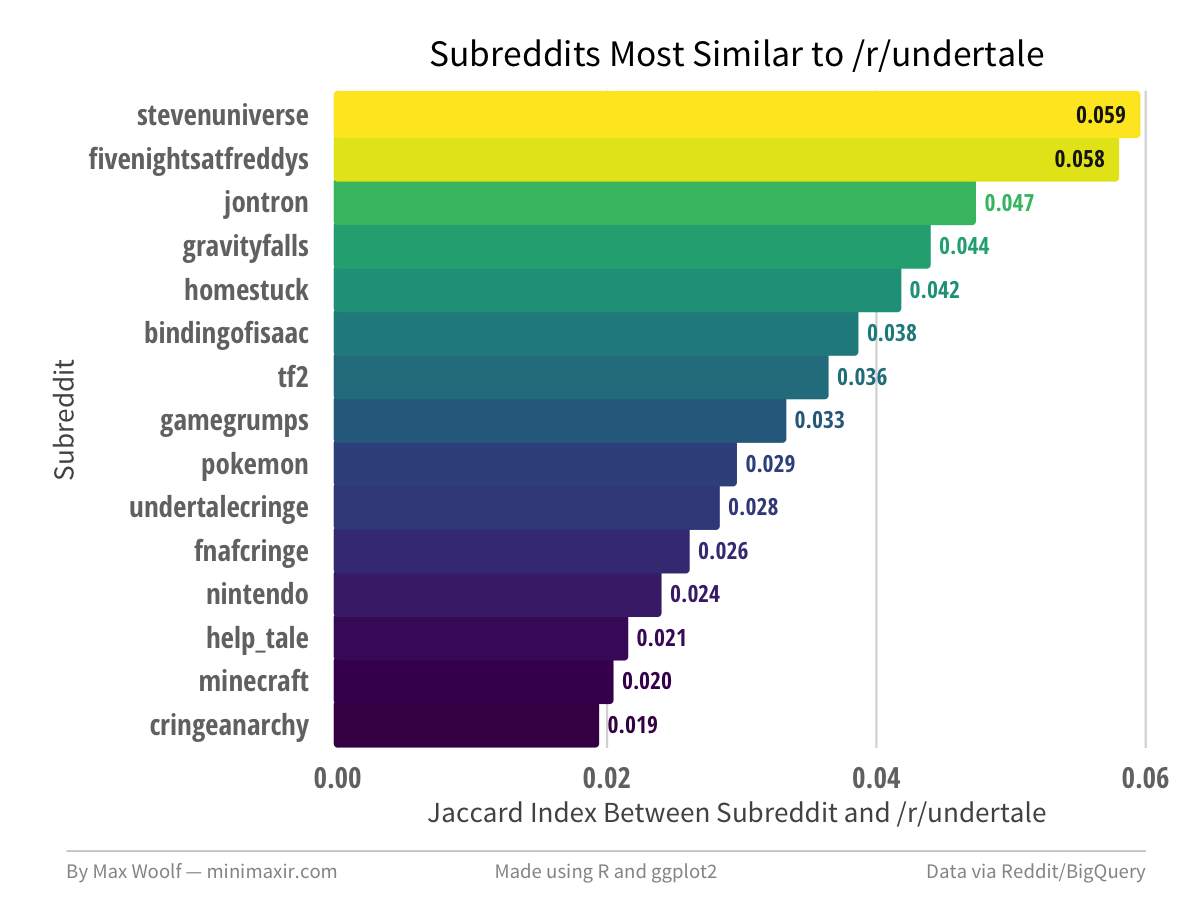 Subreddits Most Similar to /r/undertale
stevenuniverse 0.059
fivenightsatfreddys 0.058
jontron 0.047
gravityfalls 0.044
homestuck 0.042
bindingofisaac 0.038
tf2 0.036
gamegrumps 0.033
pokemon 0.029
undertalecringe 0.028
fnafcringe 0.026
nintendo 0.024
help_tale 0.021
minecraft 0.020
cringeanarchy 0.019
Subreddit
0.00 0.02 0.04 0.06
Jaccard Index Between Subreddit and /r/undertale
By Max Woolf — minimaxir.com Made using R and ggplot2 Data via Reddit/BigQuery